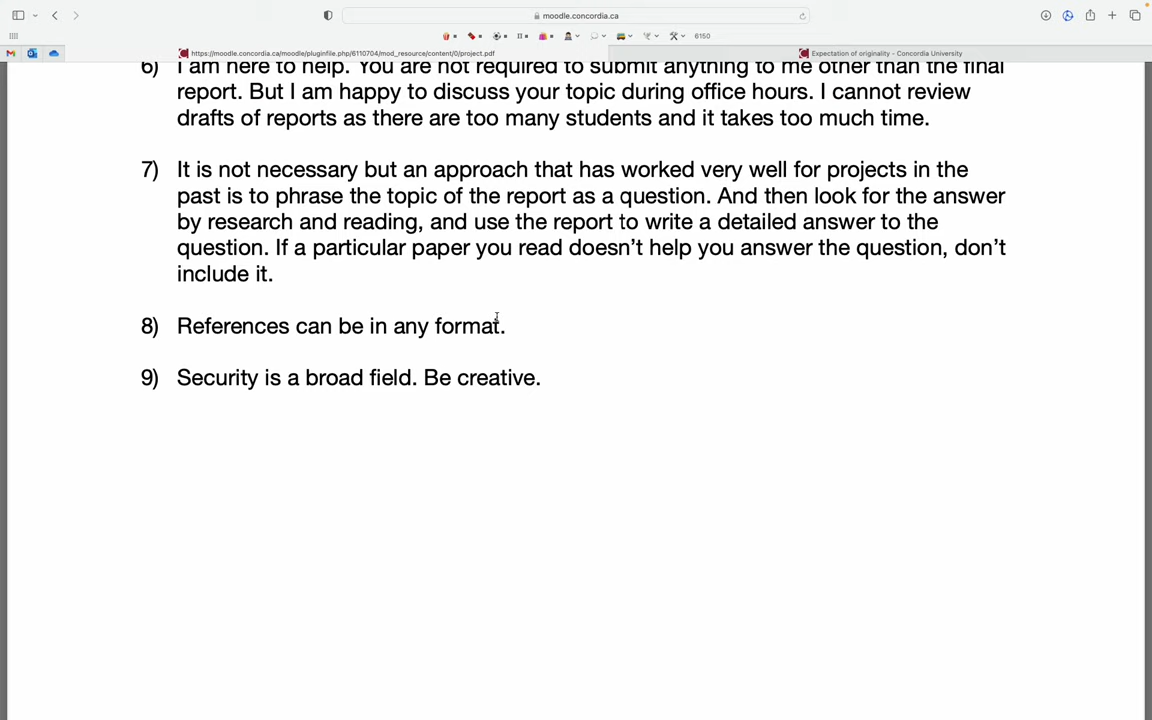 moodle.concordia.ca
6150
https://moodle.concordia.ca/moodle/pluginfile.php/6110704/mod_resource/content/0/project.pdf
Expectation of originality - Concordia University
6) I am here to help. You are not required to submit anything to me other than the final
report. But I am happy to discuss your topic during office hours. I cannot review
drafts of reports as there are too many students and it takes too much time.
7) It is not necessary but an approach that has worked very well for projects in the
past is to phrase the topic of the report as a question. And then look for the answer
by research and reading, and use the report to write a detailed answer to the
question. If a particular paper you read doesn’t help you answer the question, don’t
include it.
8) References can be in any format.
9) Security is a broad field. Be creative.